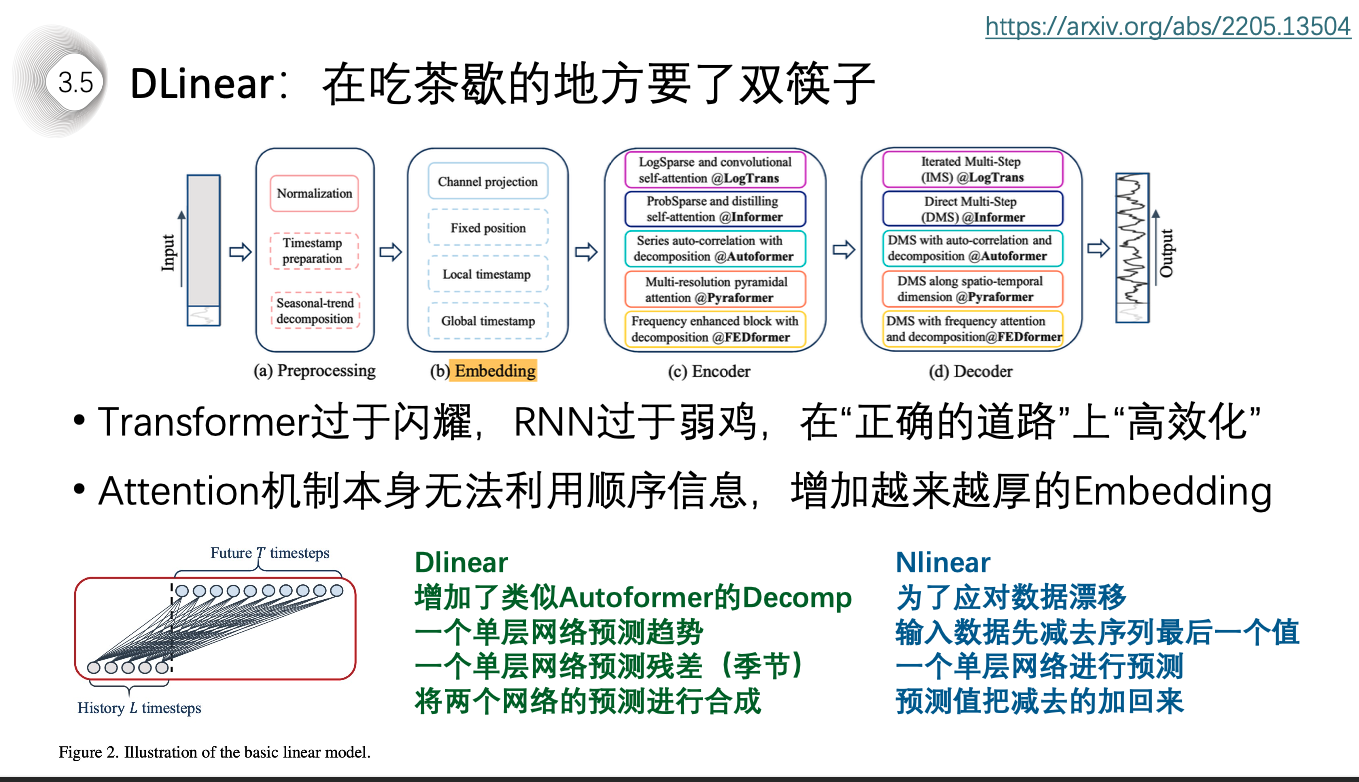 https://arxiv.org/abs/2205.13504
3.5
DLinear：在吃茶歇的地方要了双筷子
Input
Normalization
Timestamp
preparation
Seasonal-trend
decomposition
(a) Preprocessing
Channel projection
Fixed position
Local timestamp
Global timestamp
(b) Embedding
LogSparse and convolutional
self-attention @LogTrans
ProbSparse and distilling
self-attention @Informer
Series auto-correlation with
decomposition @Autoformer
Multi-resolution pyramidal
attention @Pyraformer
Frequency enhanced block with
decomposition @FEDformer
(c) Encoder
Iterated Multi-Step
(IMS) @LogTrans
Direct Multi-Step
(DMS) @Informer
DMS with auto-correlation and
decomposition @Autoformer
DMS along spatio-temporal
dimension @Pyraformer
DMS with frequency attention
and decomposition@FEDformer
(d) Decoder
Output
• Transformer过于闪耀，RNN过于弱鸡，在“正确的道路”上“高效化”
• Attention机制本身无法利用顺序信息，增加越来越厚的Embedding
Future T timesteps
History L timesteps
Figure 2. Illustration of the basic linear model.
Dlinear
增加了类似Autoformer的Decomp
一个单层网络预测趋势
一个单层网络预测残差（季节）
将两个网络的预测进行合成
Nlinear
为了应对数据漂移
输入数据先减去序列最后一个值
一个单层网络进行预测
预测值把减去的加回来